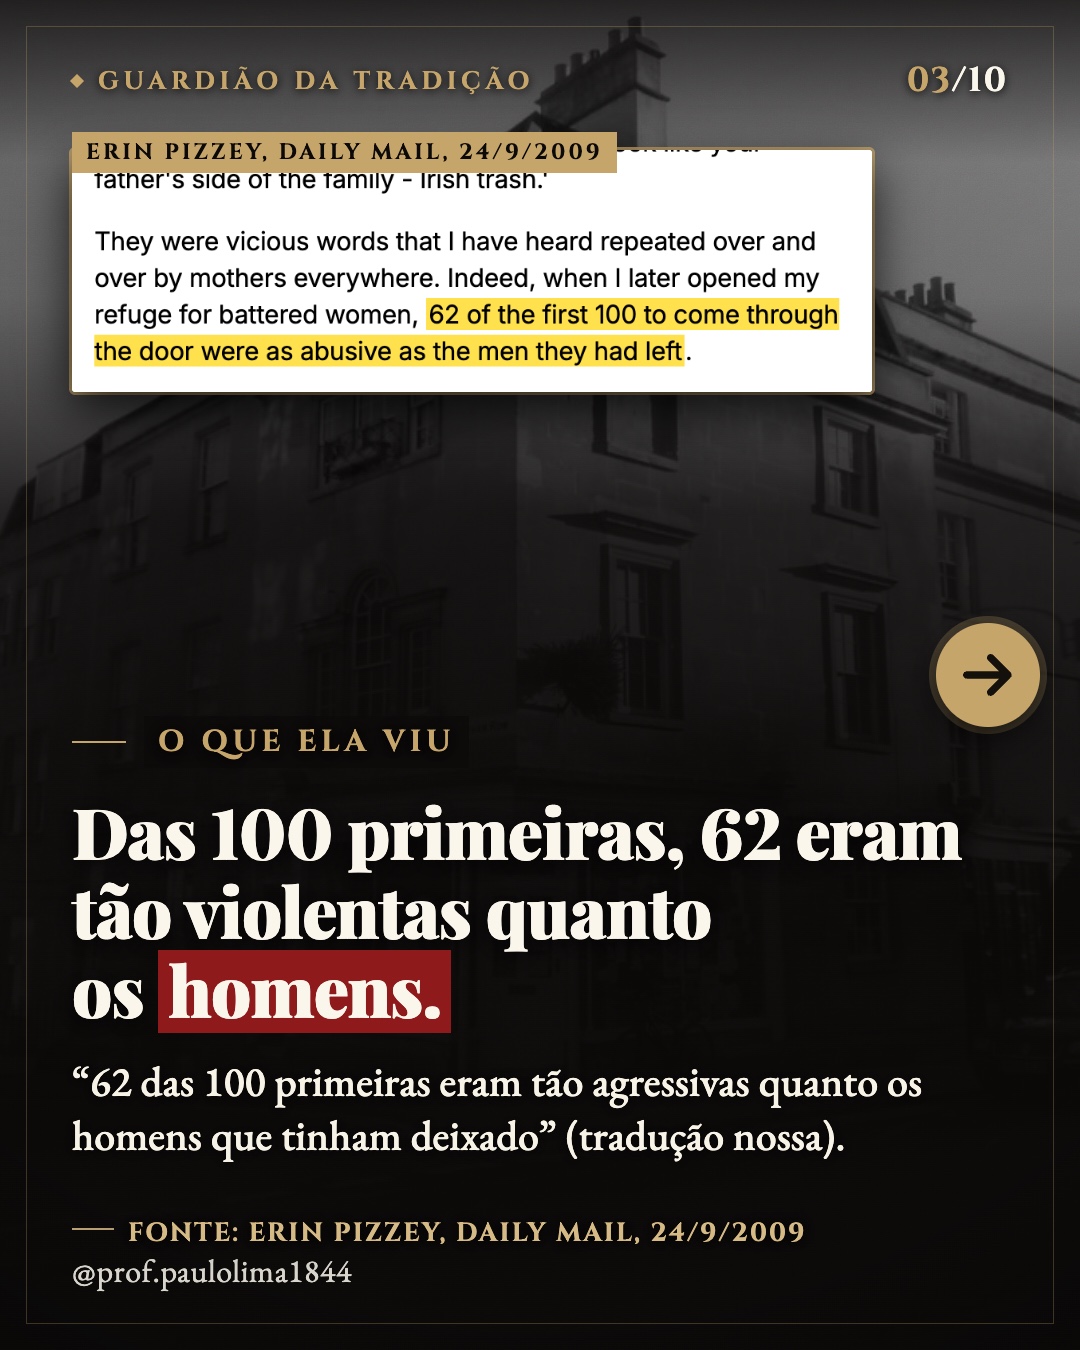 GUARDIÃO DA TRADIÇÃO
03/10
ERIN PIZZEY, DAILY MAIL, 24/9/2009
father's side of the family - Irish trash.'
They were vicious words that I have heard repeated over and
over by mothers everywhere. Indeed, when I later opened my
refuge for battered women, 62 of the first 100 to come through
the door were as abusive as the men they had left.
O QUE ELA VIU
Das 100 primeiras, 62 eram
tão violentas quanto
os homens.
“62 das 100 primeiras eram tão agressivas quanto os
homens que tinham deixado” (tradução nossa).
FONTE: ERIN PIZZEY, DAILY MAIL, 24/9/2009
@prof.paulolima1844